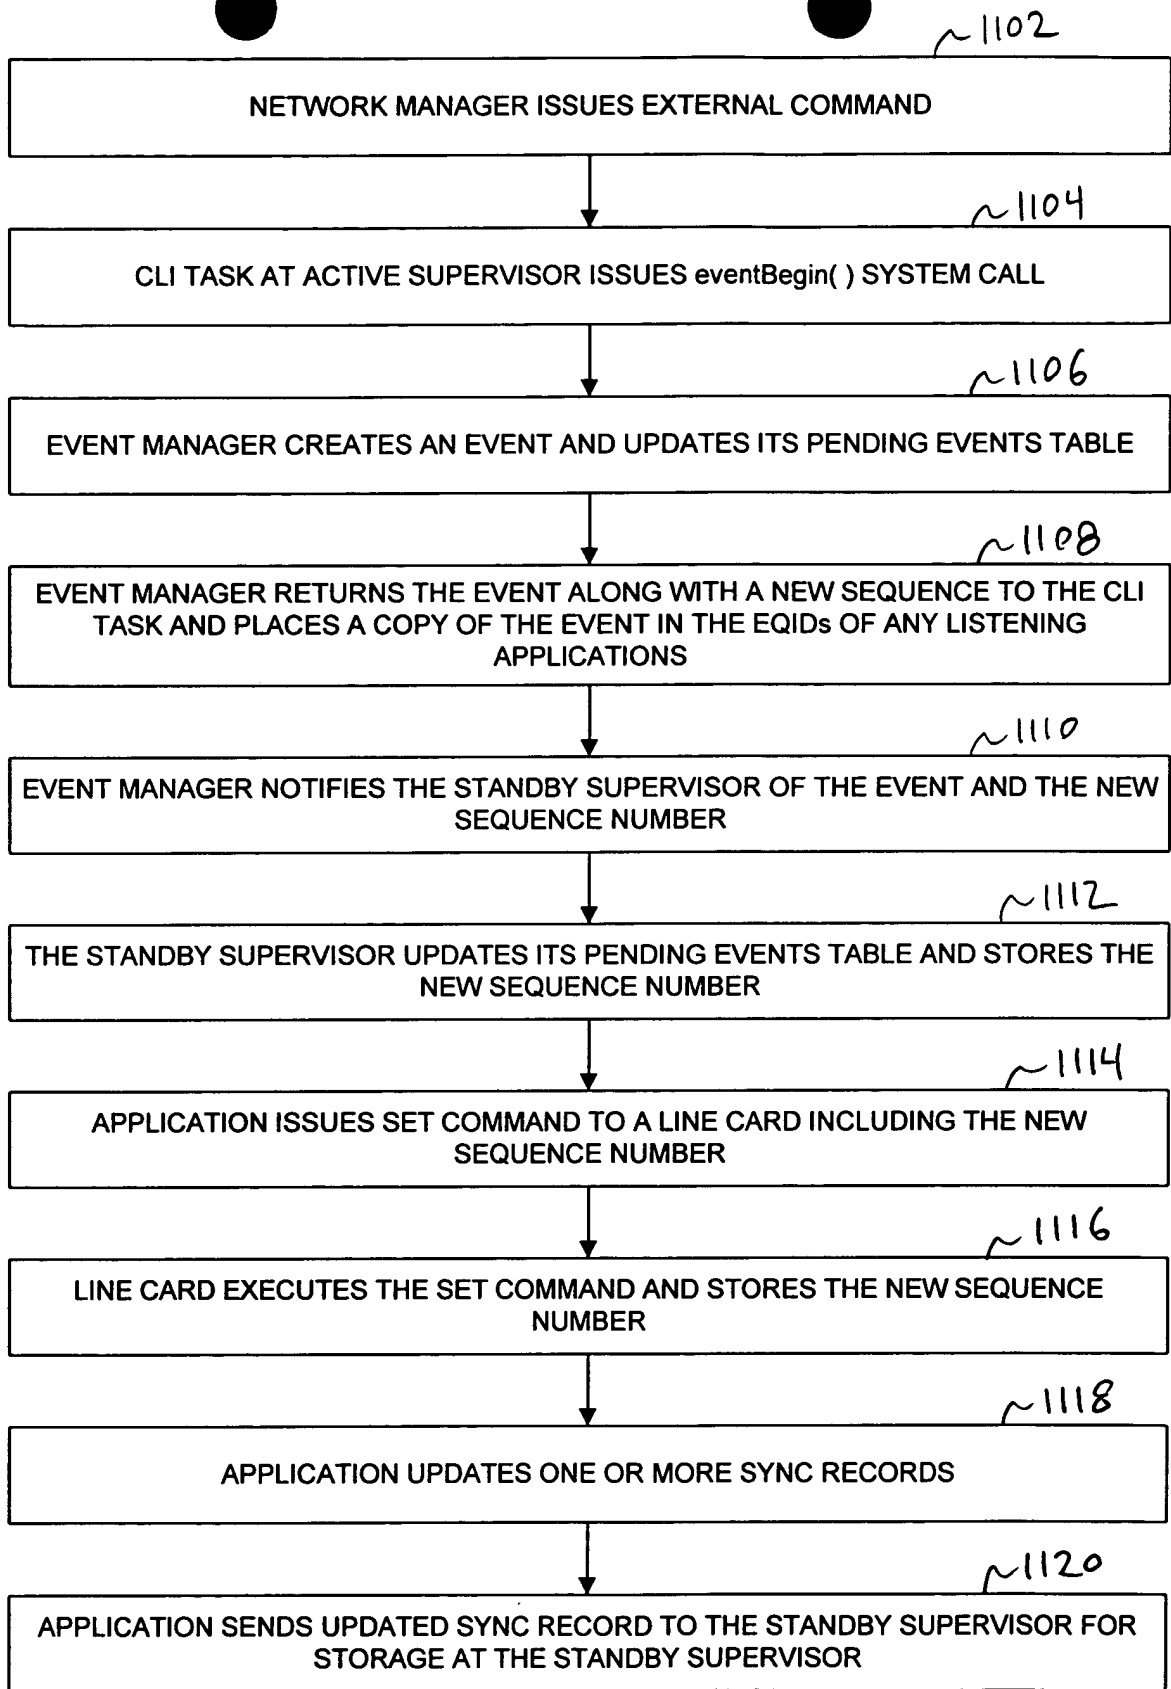 1102
NETWORK MANAGER ISSUES EXTERNAL COMMAND
1104
CLI TASK AT ACTIVE SUPERVISOR ISSUES eventBegin( ) SYSTEM CALL
1106
EVENT MANAGER CREATES AN EVENT AND UPDATES ITS PENDING EVENTS TABLE
1108
EVENT MANAGER RETURNS THE EVENT ALONG WITH A NEW SEQUENCE TO THE CLI
TASK AND PLACES A COPY OF THE EVENT IN THE EQIDs OF ANY LISTENING
APPLICATIONS
1110
EVENT MANAGER NOTIFIES THE STANDBY SUPERVISOR OF THE EVENT AND THE NEW
SEQUENCE NUMBER
1112
THE STANDBY SUPERVISOR UPDATES ITS PENDING EVENTS TABLE AND STORES THE
NEW SEQUENCE NUMBER
1114
APPLICATION ISSUES SET COMMAND TO A LINE CARD INCLUDING THE NEW
SEQUENCE NUMBER
1116
LINE CARD EXECUTES THE SET COMMAND AND STORES THE NEW SEQUENCE
NUMBER
1118
APPLICATION UPDATES ONE OR MORE SYNC RECORDS
1120
APPLICATION SENDS UPDATED SYNC RECORD TO THE STANDBY SUPERVISOR FOR
STORAGE AT THE STANDBY SUPERVISOR